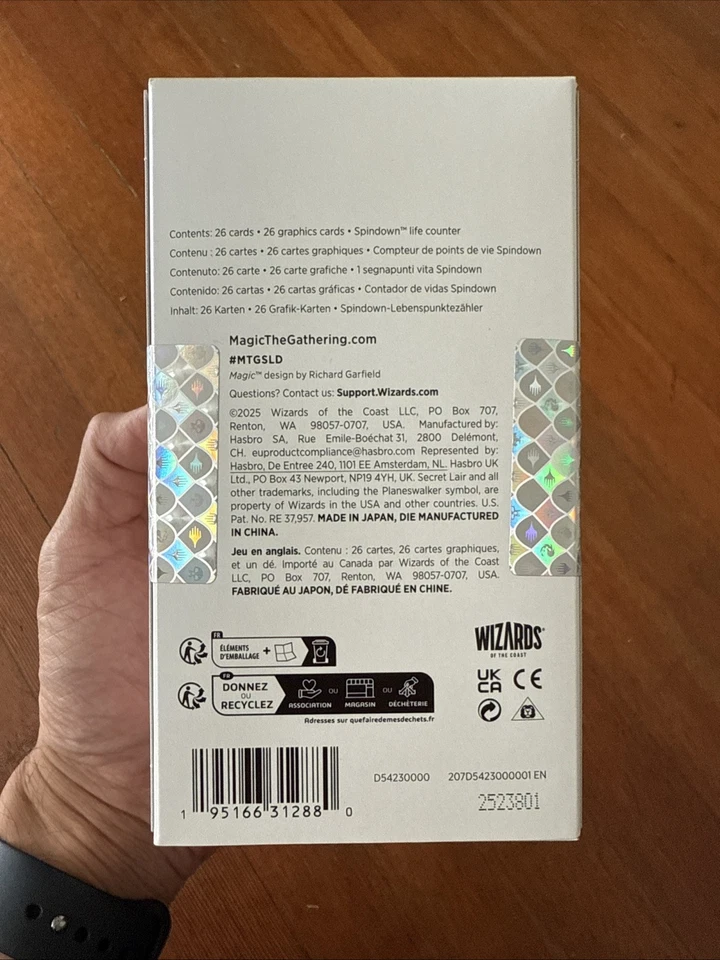 Contents: 26 cards • 26 graphics cards • Spindown™ life counter
Contenu : 26 cartes • 26 cartes graphiques • Compteur de points de vie Spindown
Contenuto: 26 carte • 26 carte grafiche • 1 segnapunti vita Spindown
Contenido: 26 cartas • 26 cartas gráficas • Contador de vidas Spindown
Inhalt: 26 Karten • 26 Grafik-Karten • Spindown-Lebenspunktezähler
MagicTheGathering.com
#MTGSLD
Magic™ design by Richard Garfield
Questions? Contact us: Support.Wizards.com
©2025 Wizards of the Coast LLC, PO Box 707,
Renton, WA 98057-0707, USA. Manufactured by:
Hasbro SA, Rue Emile-Boéchat 31, 2800 Delémont,
CH. euproductcompliance@hasbro.com Represented by:
Hasbro, De Entree 240, 1101 EE Amsterdam, NL. Hasbro UK
Ltd., PO Box 43 Newport, NP19 4YH, UK. Secret Lair and all
other trademarks, including the Planeswalker symbol, are
property of Wizards in the USA and other countries. U.S.
Pat. No. RE 37,957. MADE IN JAPAN, DIE MANUFACTURED
IN CHINA.
Jeu en anglais. Contenu : 26 cartes, 26 cartes graphiques,
et un dé. Importé au Canada par Wizards of the Coast
LLC, PO Box 707, Renton, WA 98057-0707, USA.
FABRIQUÉ AU JAPON, DÉ FABRIQUÉ EN CHINE.
FR
ÉLÉMENTS
D'EMBALLAGE +
FR
DONNEZ
OU
RECYCLEZ
ASSOCIATION OU MAGASIN OU DÉCHÈTERIE
Adresses sur quefairedemesdechets.fr
WIZARDS
OF THE COAST
UK
CA CE
D54230000 207D5423000001 EN
2523801
1 95166 31288 0